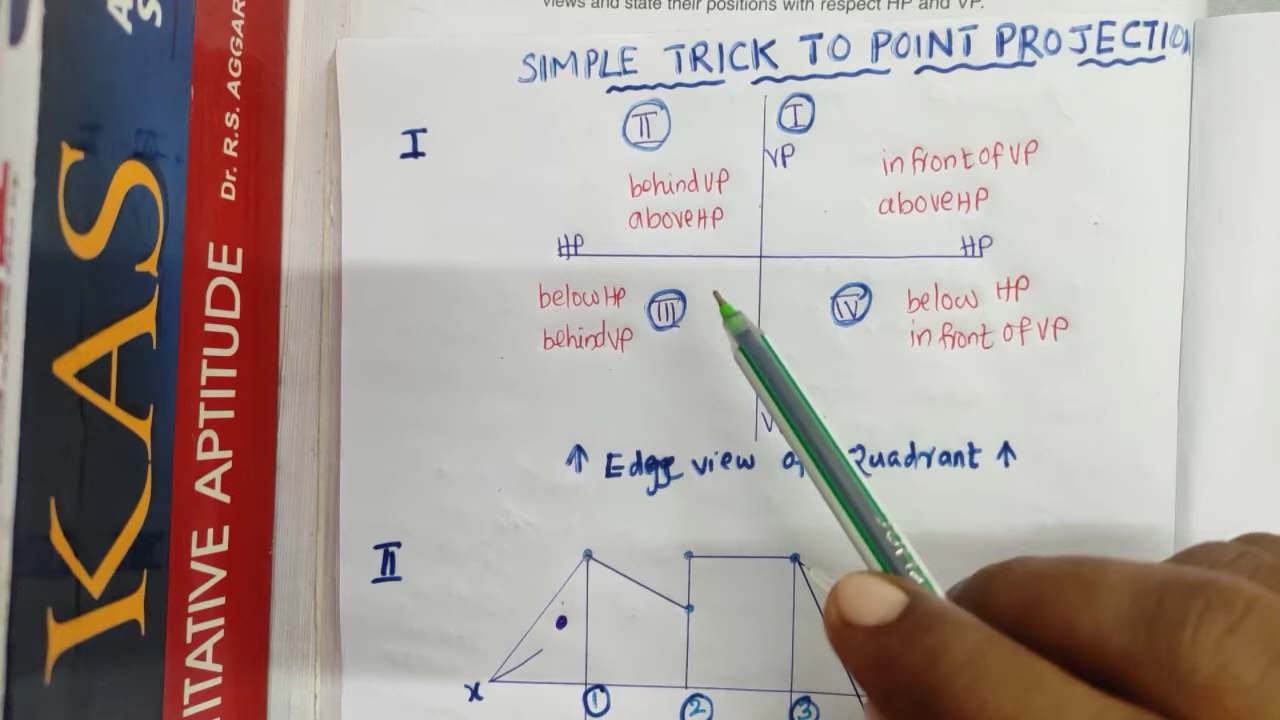 views and state their positions with respect HP and VP.
SIMPLE TRICK TO POINT PROJECTIO
I
II
I
VP
behind VP
above HP
in front of VP
above HP
HP
HP
below HP
behind VP
III
IV
below HP
in front of VP
V
↑ Edge view of Quadrant ↑
II
x
1
2
3
KAS
ITATIVE APTITUDE Dr. R.S. AGGAR